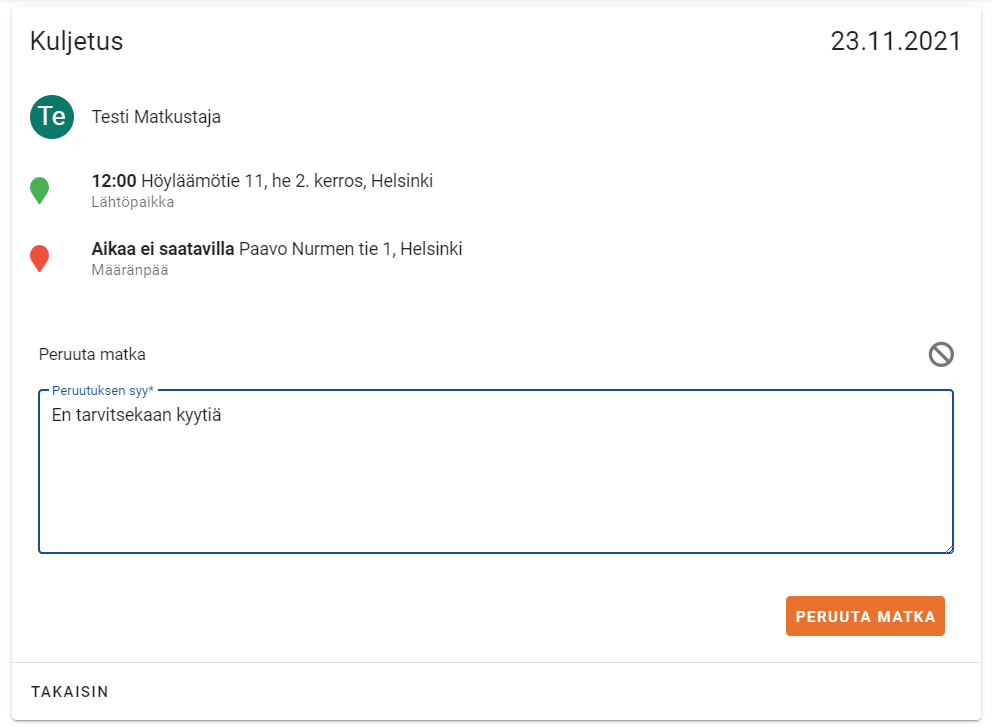 Kuljetus
23.11.2021
Te
Testi Matkustaja
12:00 Höyläämötie 11, he 2. kerros, Helsinki
Lähtöpaikka
Aikaa ei saatavilla Paavo Nurmen tie 1, Helsinki
Määränpää
Peruuta matka
Peruutuksen syy*
En tarvitsekaan kyytiä
PERUUTA MATKA
TAKAISIN